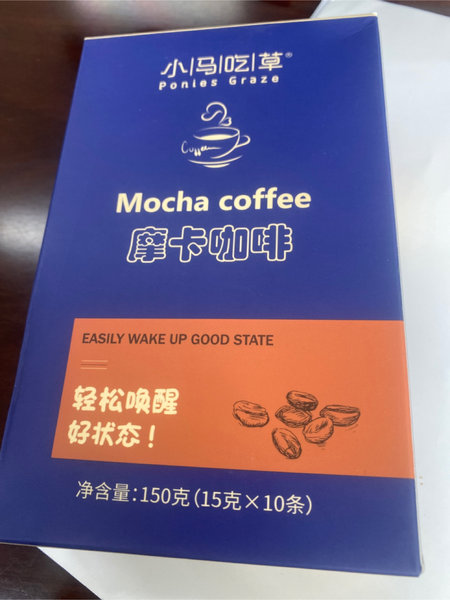 小马吃草®
Ponies Graze
Coffee
Mocha coffee
摩卡咖啡
EASILY WAKE UP GOOD STATE
轻松唤醒
好状态！
净含量：150克（15克×10条）